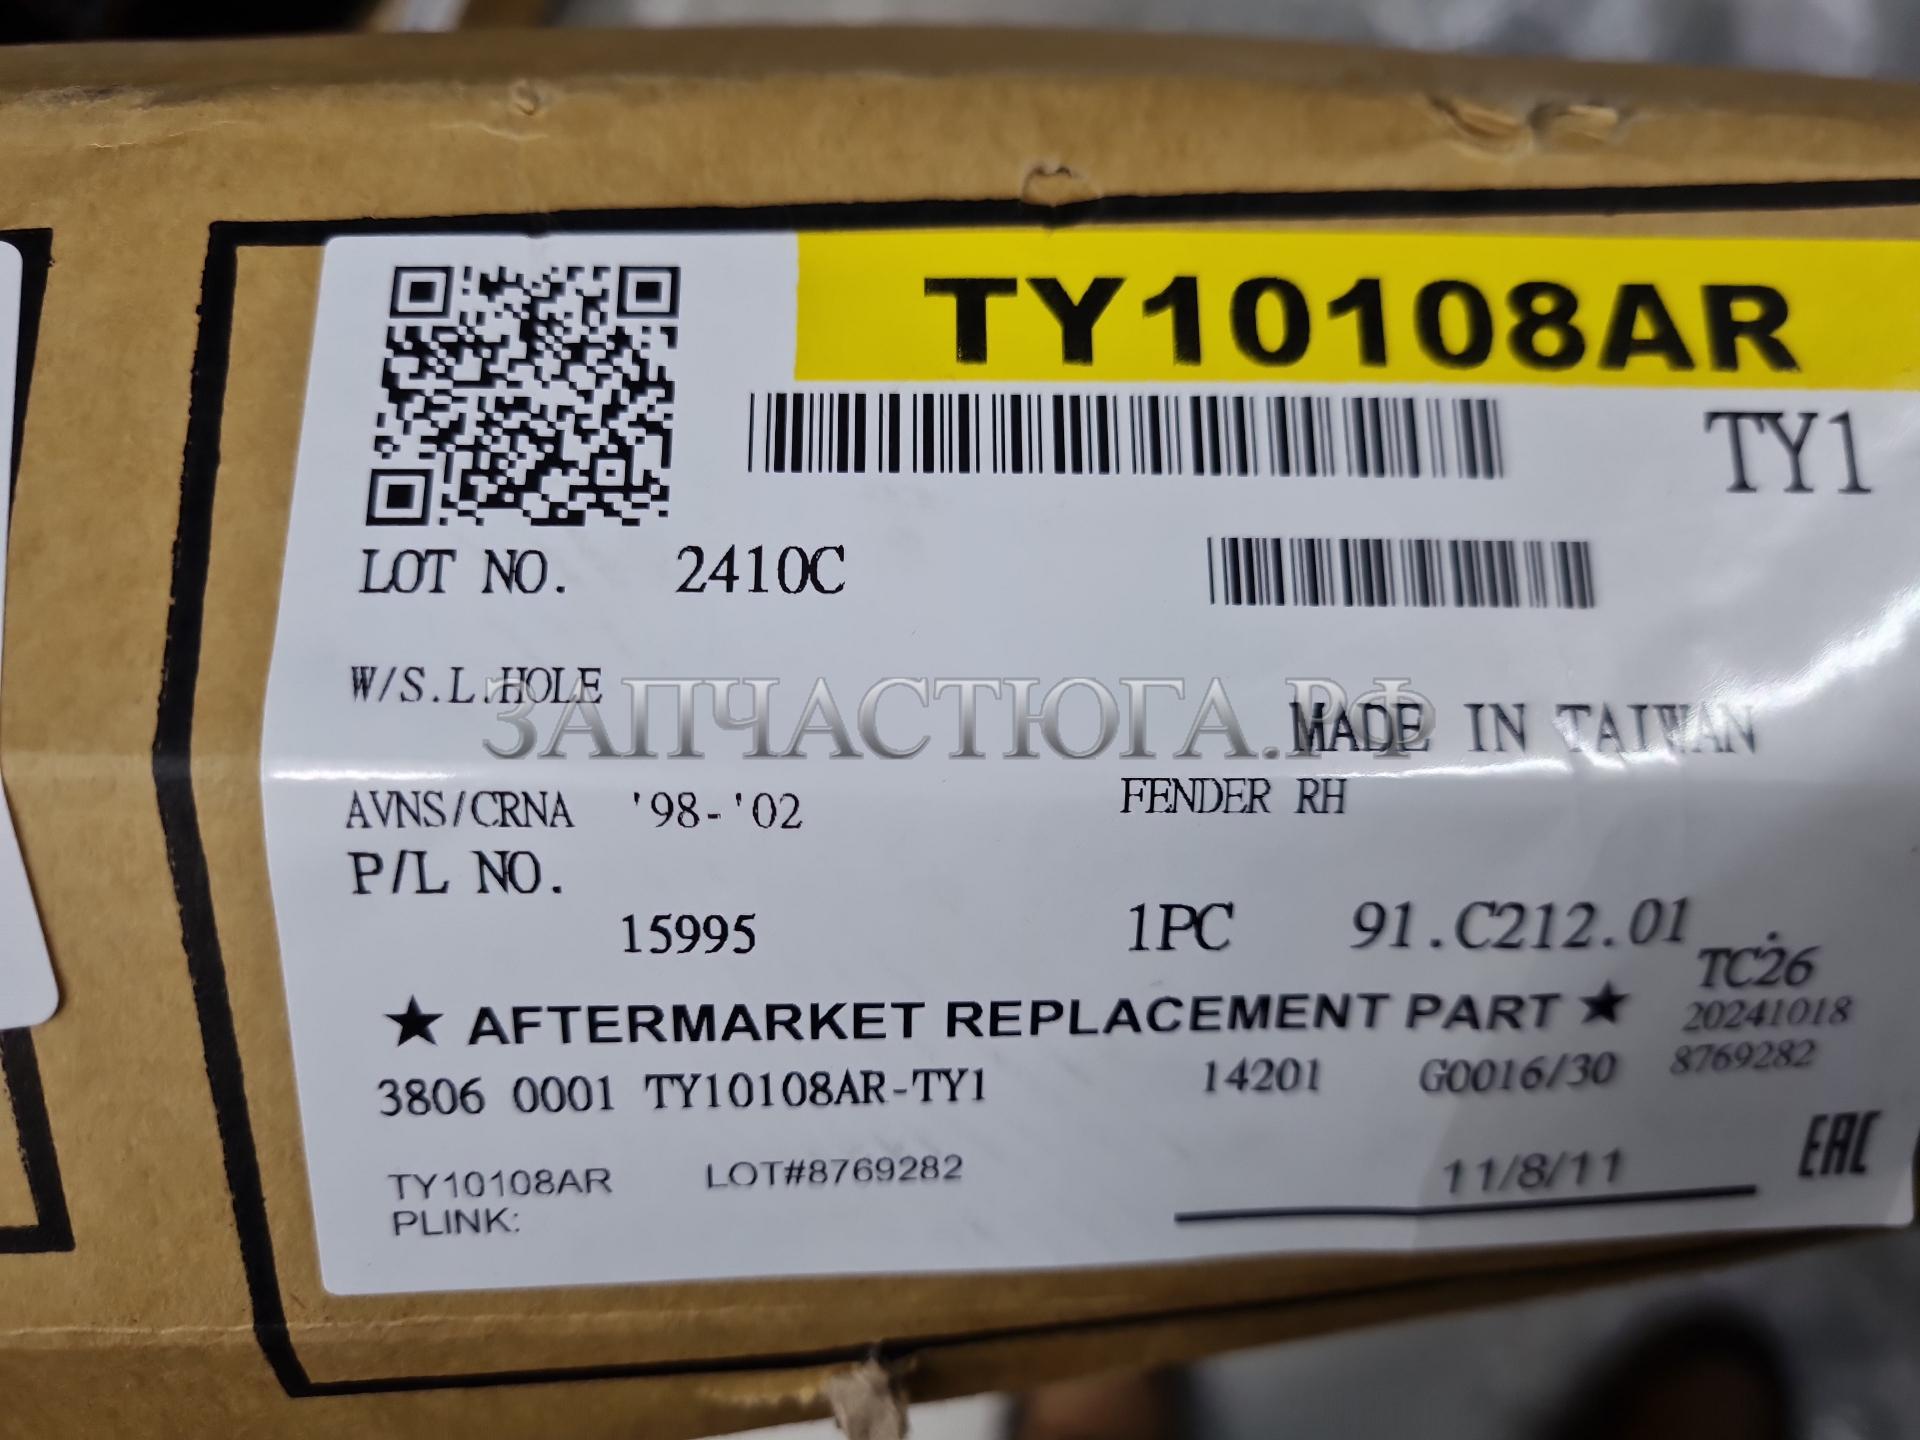 TY10108AR
TY1
LOT NO. 2410C
W/S.L.HOLE
ЗАПЧАСТЮГА.РФ
MADE IN TAIWAN
AVNS/CRNA '98-'02
FENDER RH
P/L NO.
15995
1PC 91.C212.01
TC26
★ AFTERMARKET REPLACEMENT PART ★
20241018
3806 0001 TY10108AR-TY1 14201 G0016/30 8769282
TY10108AR LOT#8769282
11/8/11
EAC
PLINK: